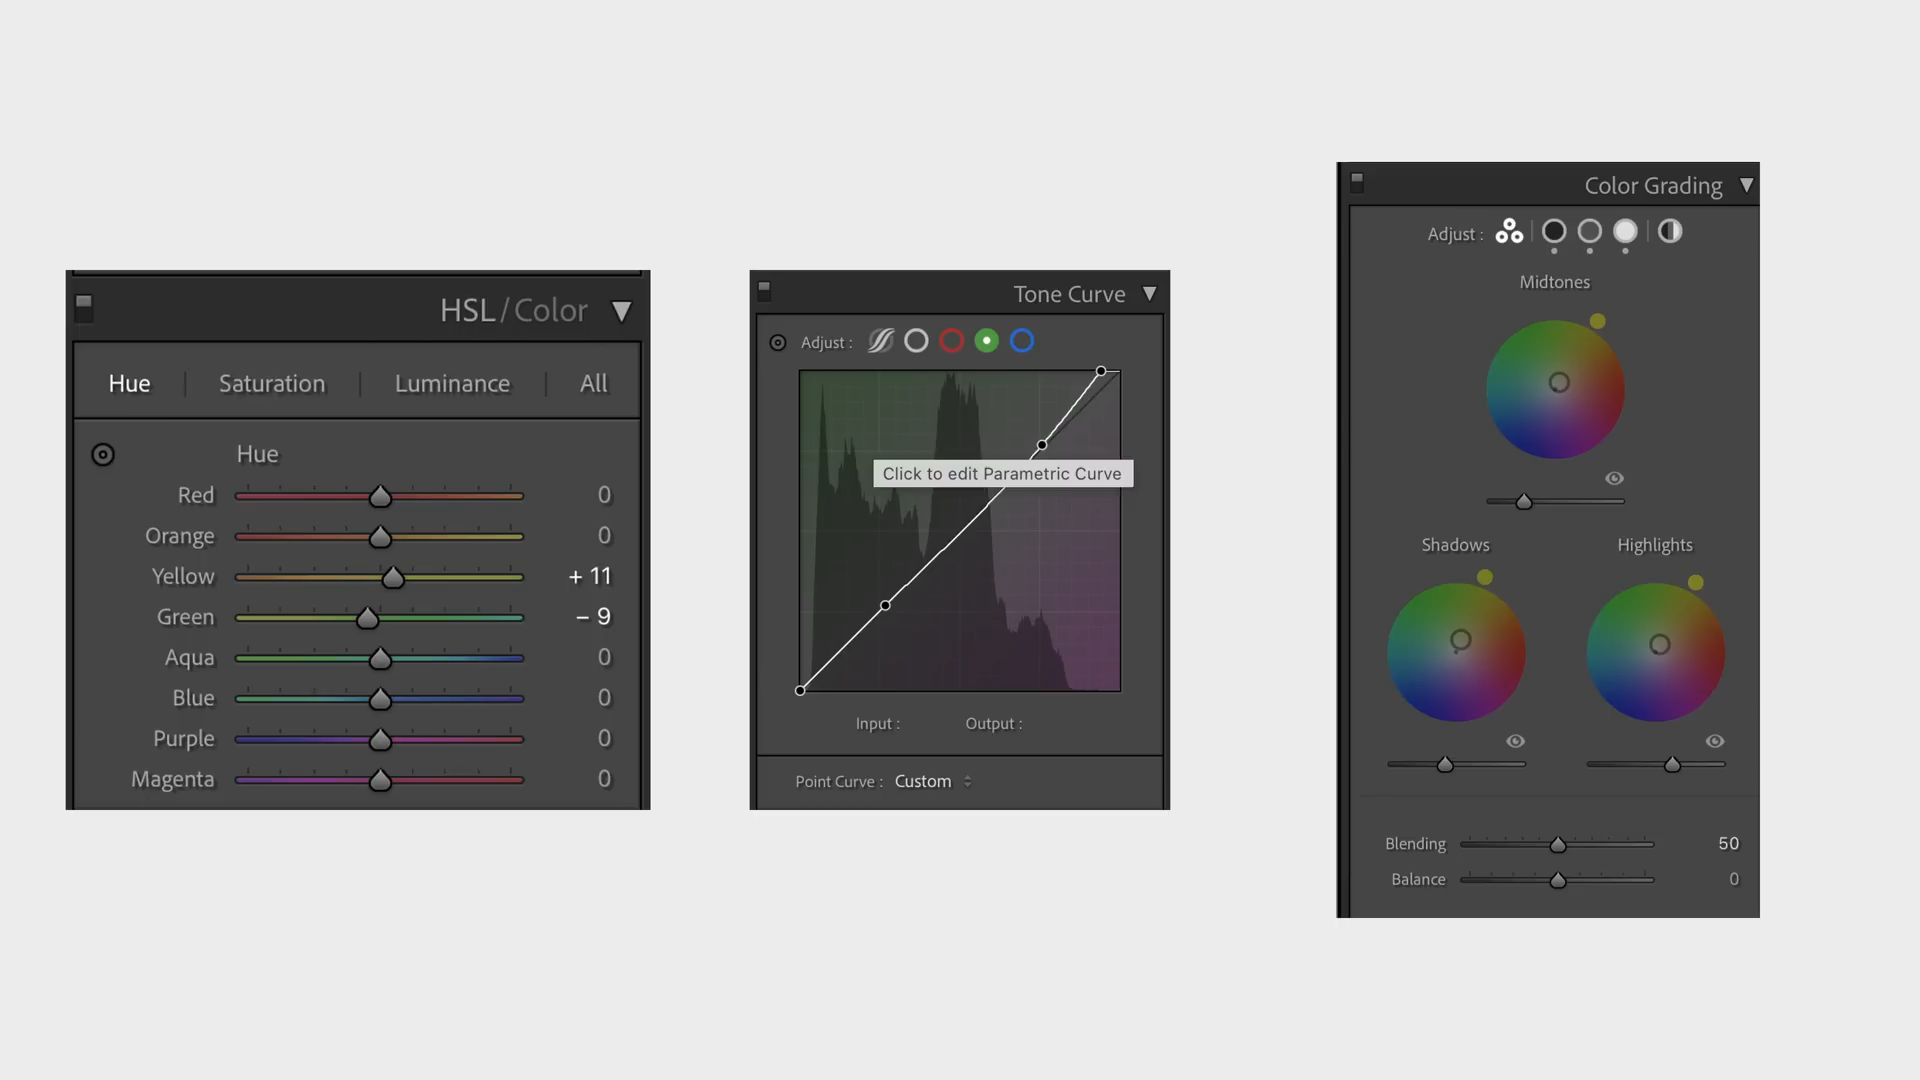 HSL / Color
Hue | Saturation | Luminance | All
Hue
Red 0
Orange 0
Yellow + 11
Green – 9
Aqua 0
Blue 0
Purple 0
Magenta 0
Tone Curve
Adjust :
Click to edit Parametric Curve
Input : Output :
Point Curve : Custom
Color Grading
Adjust :
Midtones
Shadows Highlights
Blending 50
Balance 0